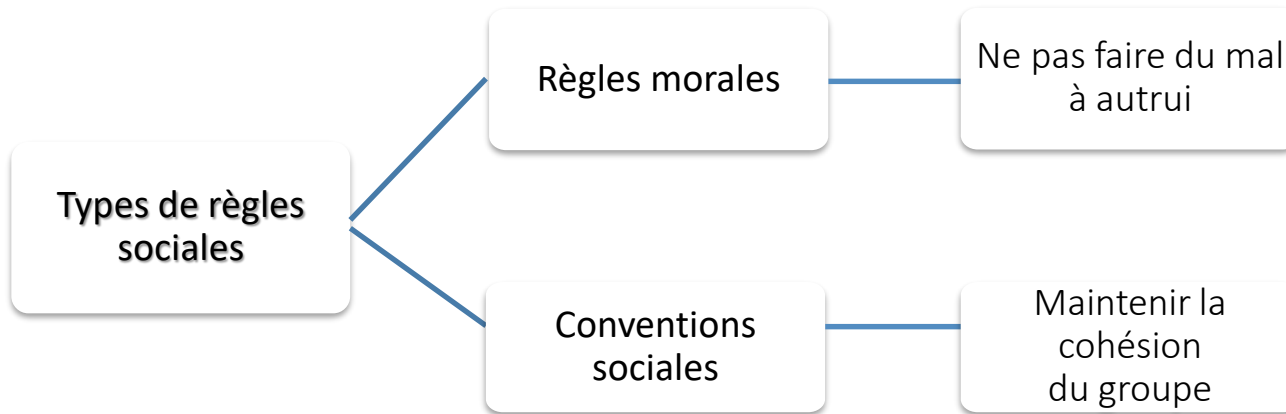 Types de règles
sociales
Règles morales
Ne pas faire du mal
à autrui
Conventions
sociales
Maintenir la
cohésion
du groupe